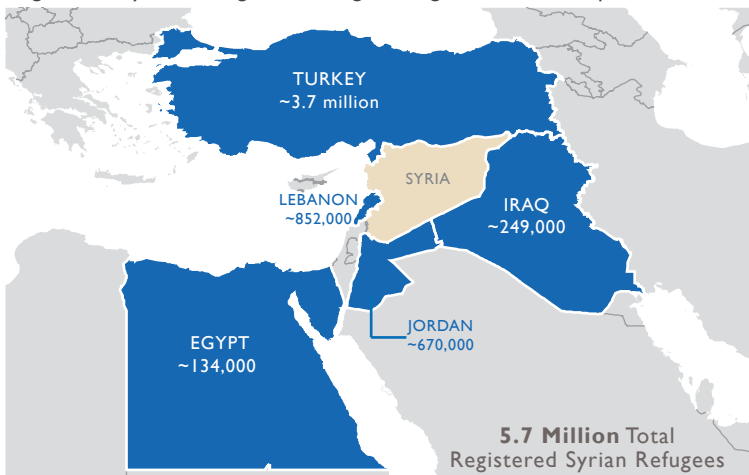 TURKEY
~3.7 million
SYRIA
LEBANON
~852,000
IRAQ
~249,000
JORDAN
~670,000
EGYPT
~134,000
5.7 Million Total
Registered Syrian Refugees